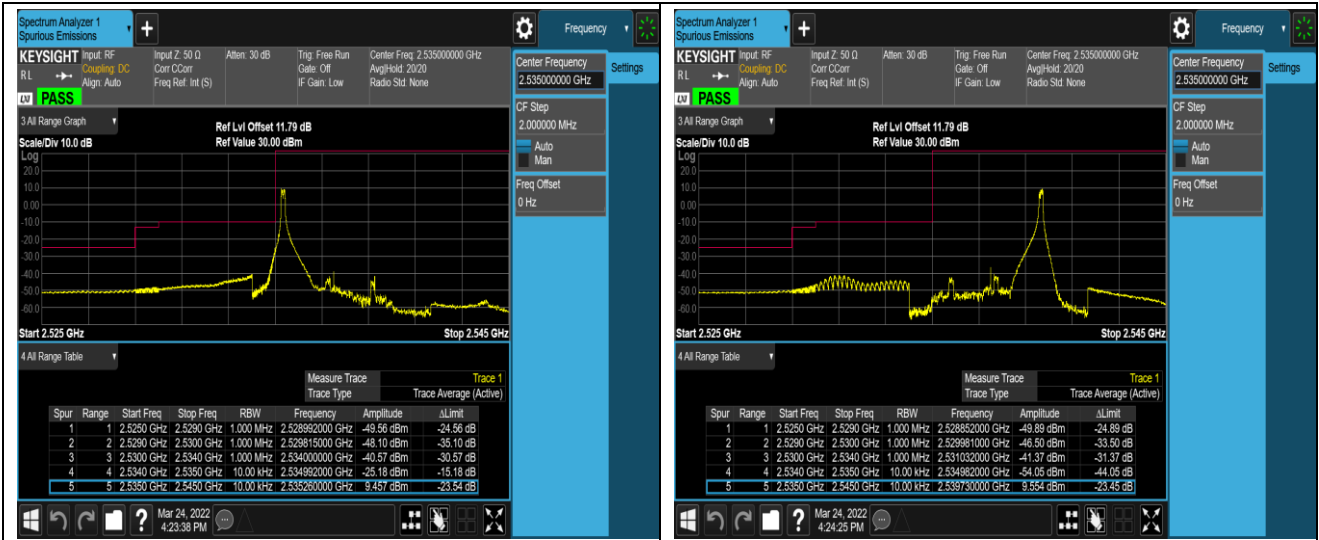 Spectrum Analyzer 1
Spurious Emissions
Frequency
KEYSIGHT Input: RF Input Z: 50 Ω Atten: 30 dB Trig: Free Run Center Freq: 2.535000000 GHz
R L Coupling: DC Corr CCorr Gate: Off Avg|Hold: 20/20
Align: Auto Freq Ref: Int (S) IF Gain: Low Radio Std: None
LXI PASS
3 All Range Graph
Ref Lvl Offset 11.79 dB
Scale/Div 10.0 dB Ref Value 30.00 dBm
Log
20.0
10.0
0.00
-10.0
-20.0
-30.0
-40.0
-50.0
-60.0
Start 2.525 GHz Stop 2.545 GHz
4 All Range Table
Measure Trace Trace 1
Trace Type Trace Average (Active)
Spur Range Start Freq Stop Freq RBW Frequency Amplitude ΔLimit
1 1 2.5250 GHz 2.5290 GHz 1.000 MHz 2.528992000 GHz -49.56 dBm -24.56 dB
2 2 2.5290 GHz 2.5300 GHz 1.000 MHz 2.529815000 GHz -48.10 dBm -35.10 dB
3 3 2.5300 GHz 2.5340 GHz 1.000 MHz 2.534000000 GHz -40.57 dBm -30.57 dB
4 4 2.5340 GHz 2.5350 GHz 10.00 kHz 2.534992000 GHz -25.18 dBm -15.18 dB
5 5 2.5350 GHz 2.5450 GHz 10.00 kHz 2.535260000 GHz 9.457 dBm -23.54 dB
Center Frequency
2.535000000 GHz
Settings
CF Step
2.000000 MHz
Auto
Man
Freq Offset
0 Hz
?
Mar 24, 2022
4:23:38 PM
Spectrum Analyzer 1
Spurious Emissions
Frequency
KEYSIGHT Input: RF Input Z: 50 Ω Atten: 30 dB Trig: Free Run Center Freq: 2.535000000 GHz
R L Coupling: DC Corr CCorr Gate: Off Avg|Hold: 20/20
Align: Auto Freq Ref: Int (S) IF Gain: Low Radio Std: None
LXI PASS
3 All Range Graph
Ref Lvl Offset 11.79 dB
Scale/Div 10.0 dB Ref Value 30.00 dBm
Log
20.0
10.0
0.00
-10.0
-20.0
-30.0
-40.0
-50.0
-60.0
Start 2.525 GHz Stop 2.545 GHz
4 All Range Table
Measure Trace Trace 1
Trace Type Trace Average (Active)
Spur Range Start Freq Stop Freq RBW Frequency Amplitude ΔLimit
1 1 2.5250 GHz 2.5290 GHz 1.000 MHz 2.528852000 GHz -49.89 dBm -24.89 dB
2 2 2.5290 GHz 2.5300 GHz 1.000 MHz 2.529981000 GHz -46.50 dBm -33.50 dB
3 3 2.5300 GHz 2.5340 GHz 1.000 MHz 2.531032000 GHz -41.37 dBm -31.37 dB
4 4 2.5340 GHz 2.5350 GHz 10.00 kHz 2.534982000 GHz -54.05 dBm -44.05 dB
5 5 2.5350 GHz 2.5450 GHz 10.00 kHz 2.539730000 GHz 9.554 dBm -23.45 dB
Center Frequency
2.535000000 GHz
Settings
CF Step
2.000000 MHz
Auto
Man
Freq Offset
0 Hz
?
Mar 24, 2022
4:24:25 PM